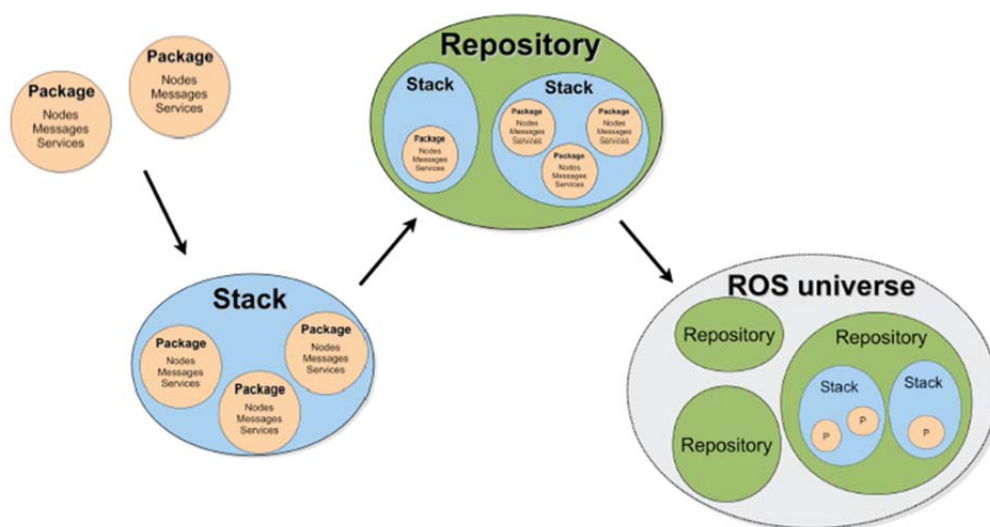 Package
Nodes
Messages
Services
Package
Nodes
Messages
Services
Stack
Package
Nodes
Messages
Services
Package
Nodes
Messages
Services
Package
Nodes
Messages
Services
Repository
Stack
Package
Nodes
Messages
Services
Stack
Package
Nodes
Messages
Services
Package
Nodes
Messages
Services
Package
Nodes
Messages
Services
ROS universe
Repository
Repository
Repository
Stack
P
P
Stack
P